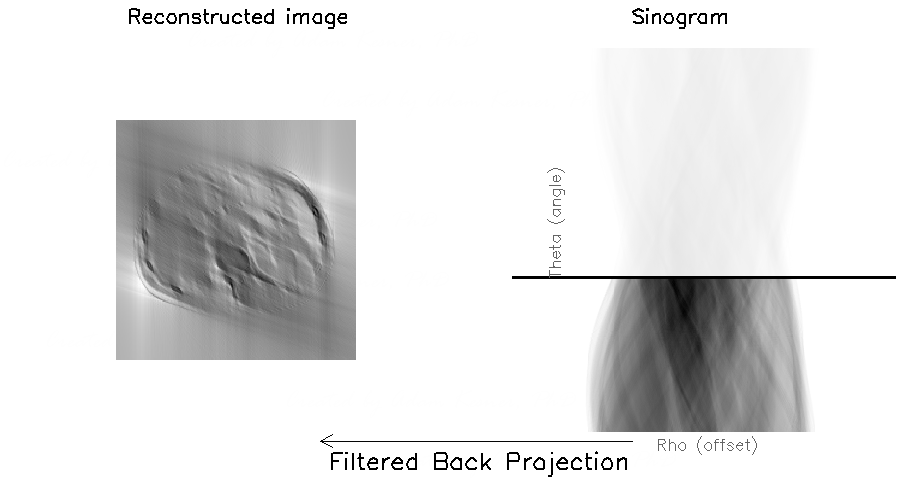 Reconstructed image
Sinogram
Theta (angle)
Rho (offset)
Filtered Back Projection